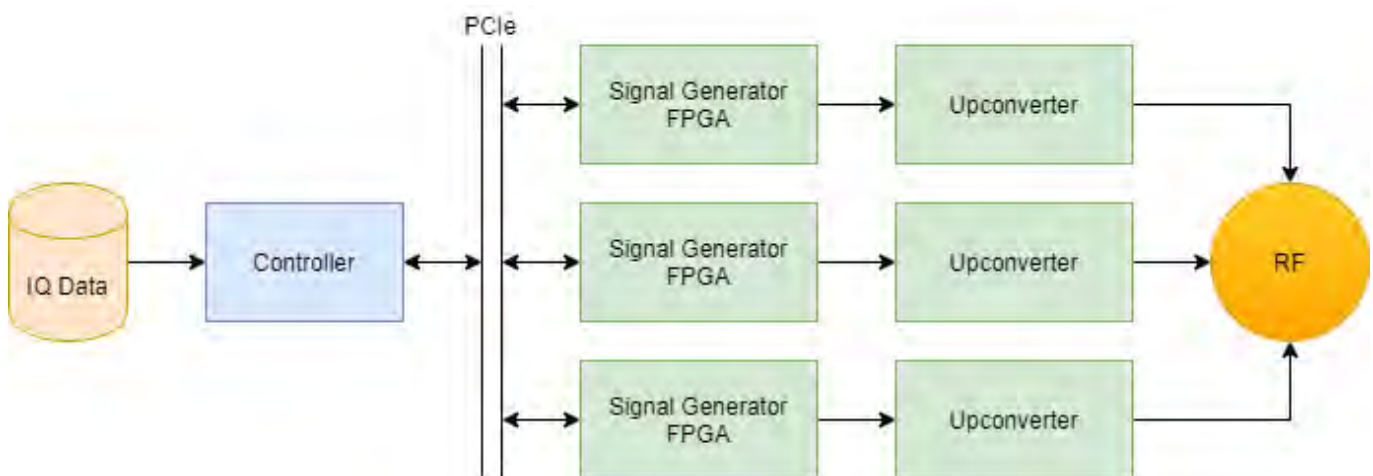 PCIe
Signal Generator
FPGA
Upconverter
IQ Data
Controller
Signal Generator
FPGA
Upconverter
RF
Signal Generator
FPGA
Upconverter